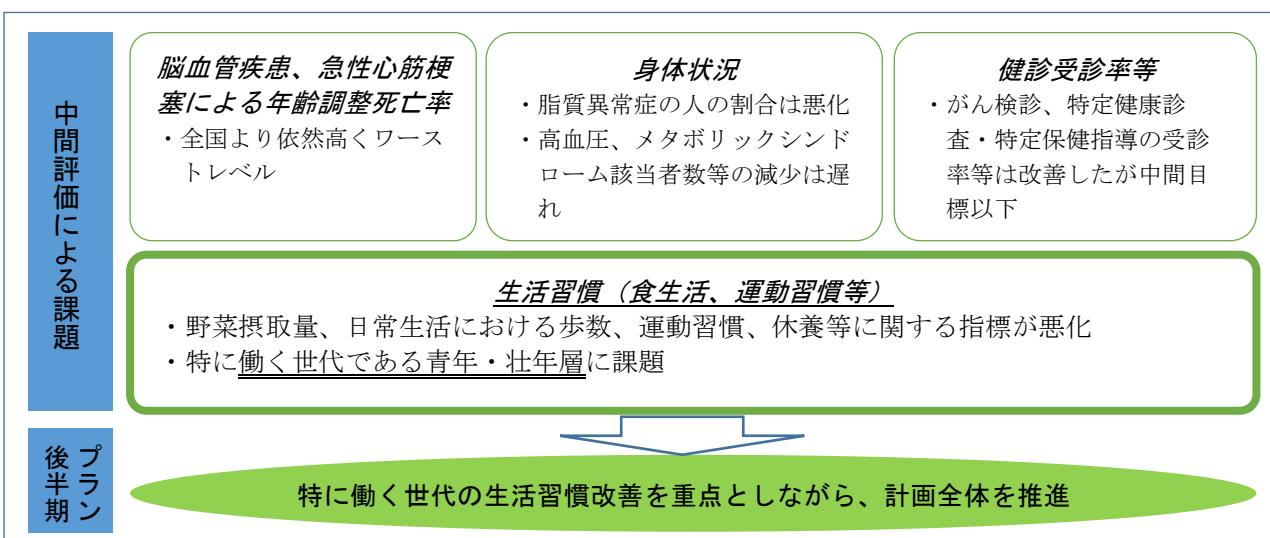 中間評価による課題
脳血管疾患、急性心筋梗
塞による年齢調整死亡率
・全国より依然高くワース
トレベル
身体状況
・脂質異常症の人の割合は悪化
・高血圧、メタボリックシンド
ローム該当者数等の減少は遅
れ
健診受診率等
・がん検診、特定健康診
査・特定保健指導の受診
率等は改善したが中間目
標以下
生活習慣（食生活、運動習慣等）
・野菜摂取量、日常生活における歩数、運動習慣、休養等に関する指標が悪化
・特に働く世代である青年・壮年層に課題
プラン
後半期
特に働く世代の生活習慣改善を重点としながら、計画全体を推進